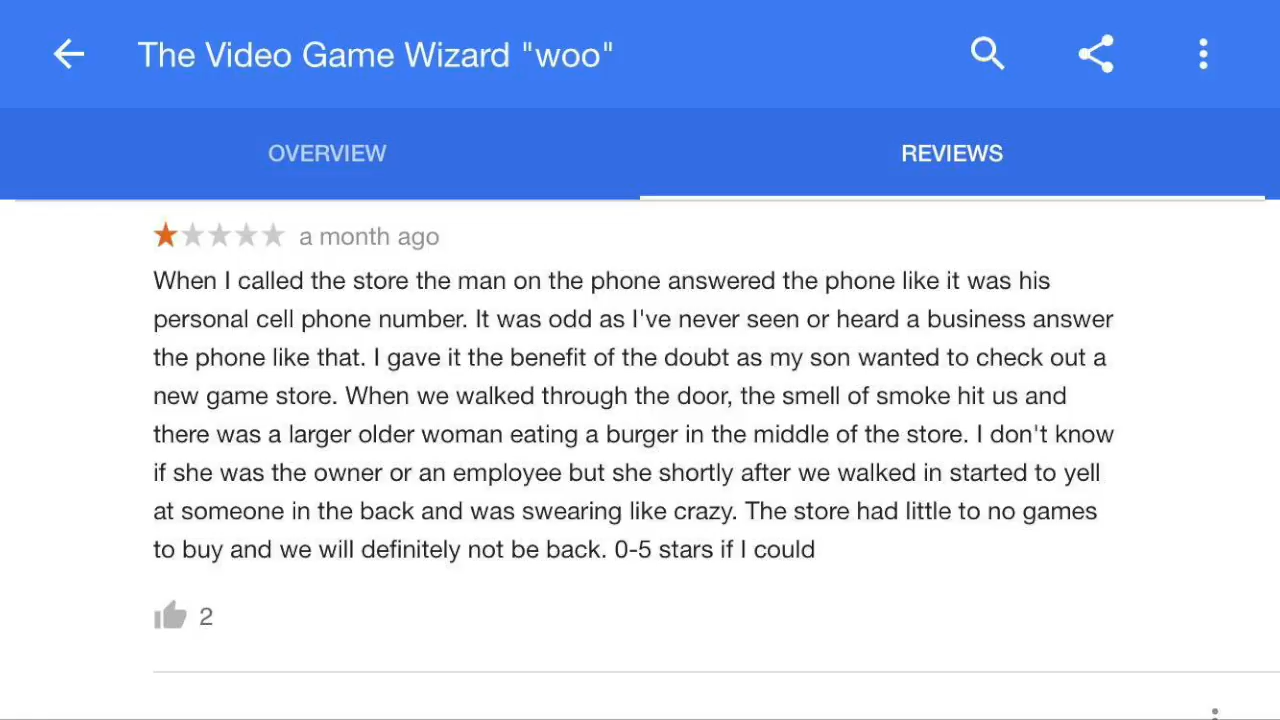 The Video Game Wizard "woo"
OVERVIEW
REVIEWS
a month ago
When I called the store the man on the phone answered the phone like it was his
personal cell phone number. It was odd as I've never seen or heard a business answer
the phone like that. I gave it the benefit of the doubt as my son wanted to check out a
new game store. When we walked through the door, the smell of smoke hit us and
there was a larger older woman eating a burger in the middle of the store. I don't know
if she was the owner or an employee but she shortly after we walked in started to yell
at someone in the back and was swearing like crazy. The store had little to no games
to buy and we will definitely not be back. 0-5 stars if I could
2